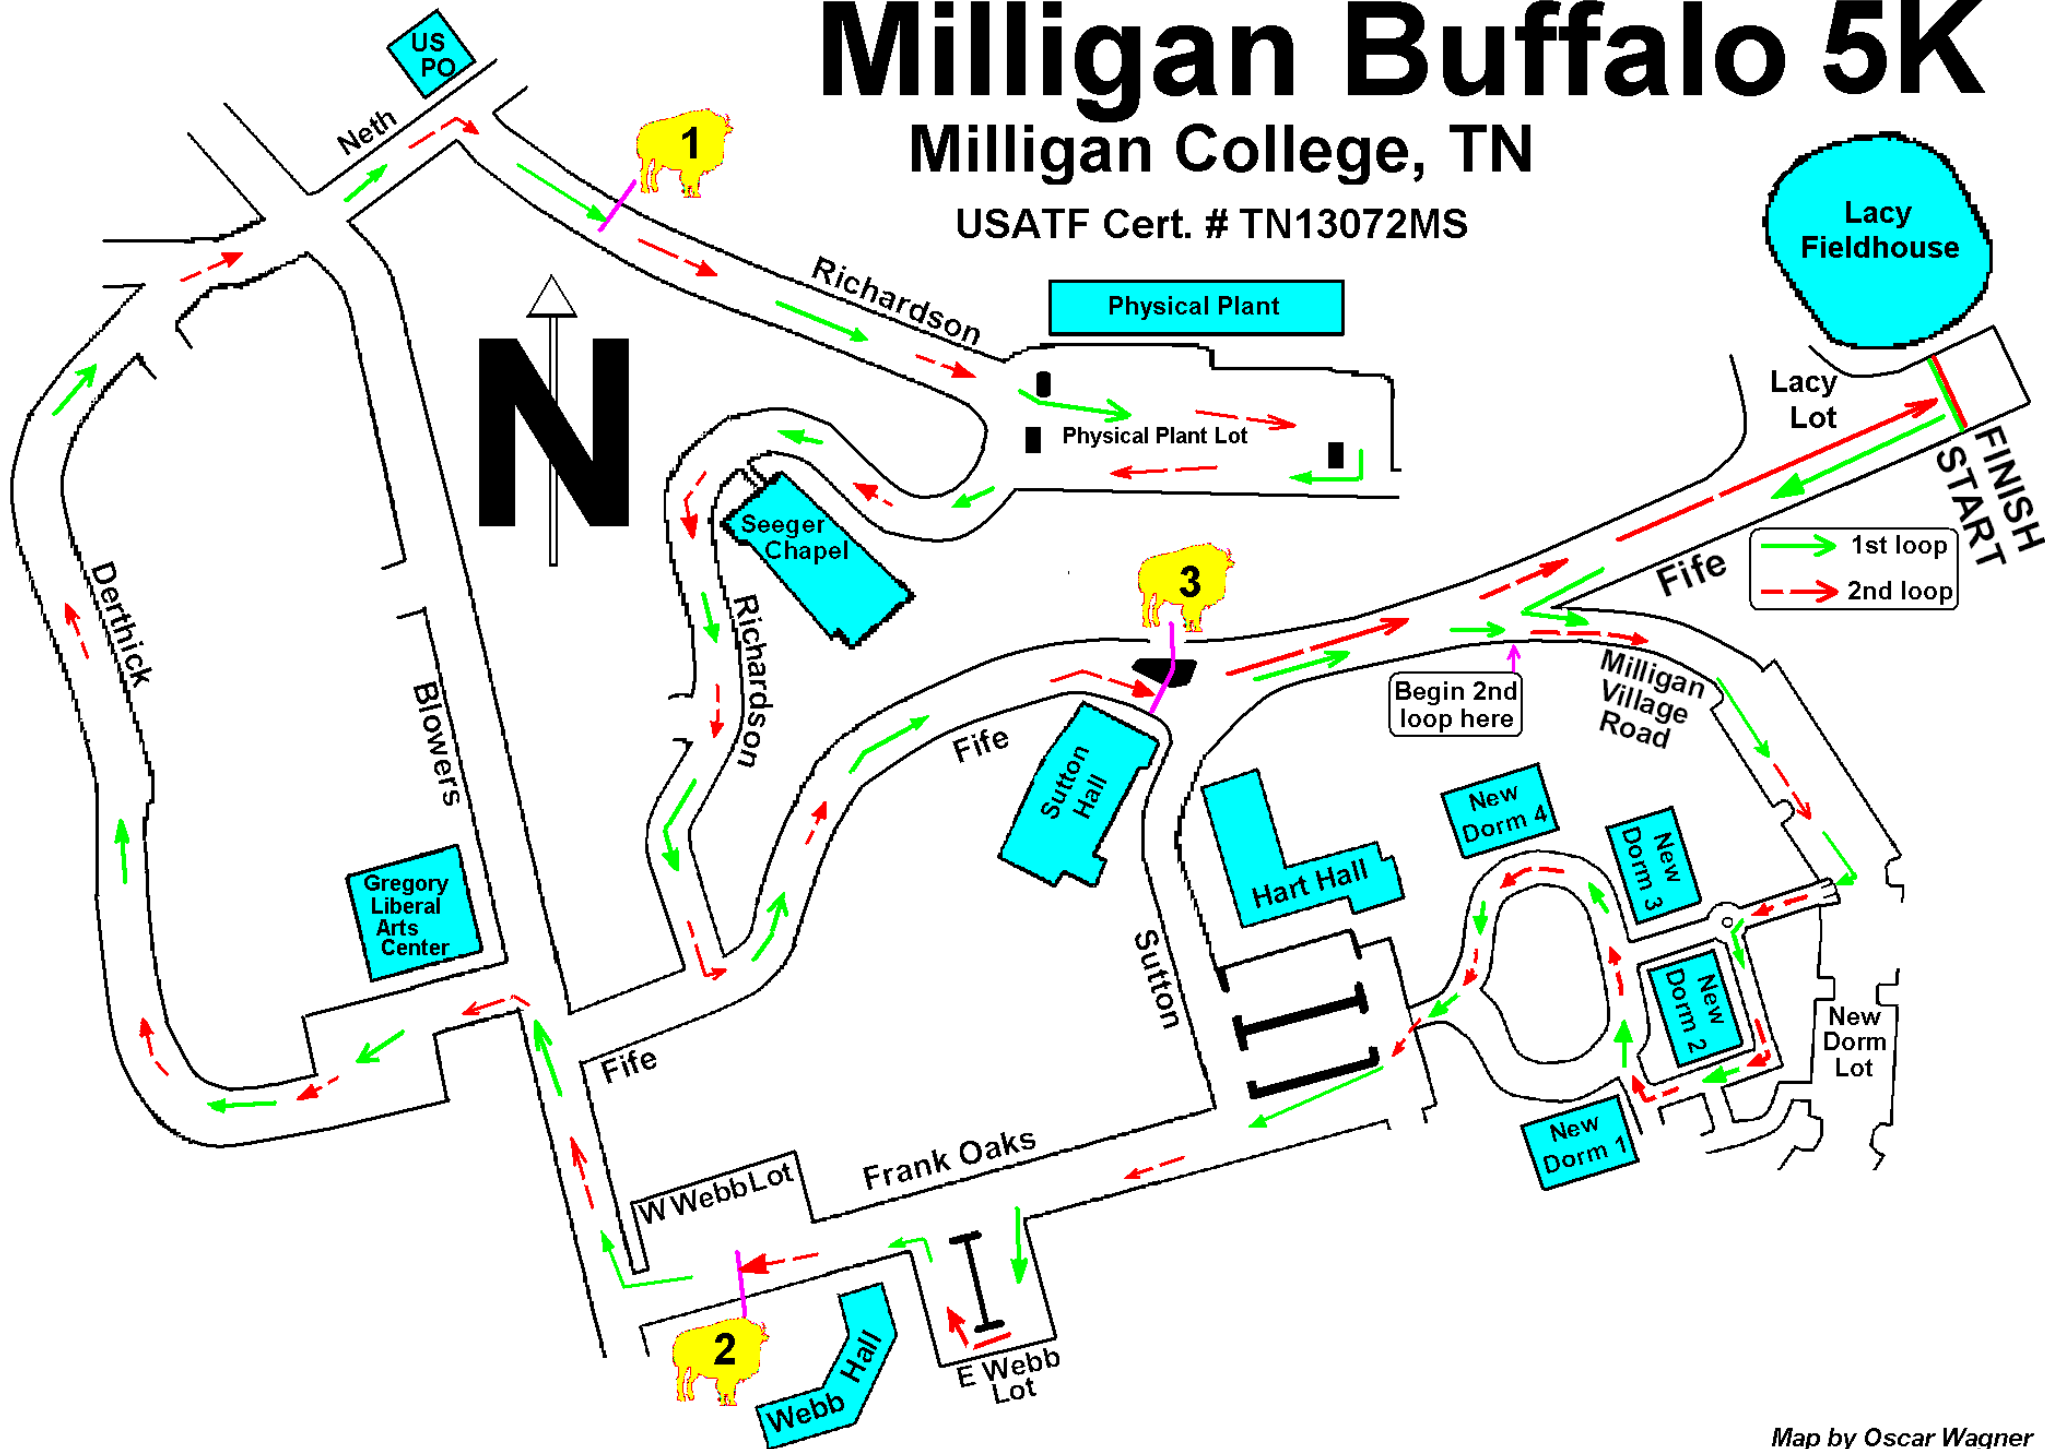 Milligan Buffalo 5K
Milligan College, TN
USATF Cert. # TN13072MS
US
PO
Neth
1
Richardson
Physical Plant
Lacy
Fieldhouse
Lacy
Lot
Physical Plant Lot
N
Seeger
Chapel
FINISH
START
Fife
1st loop
2nd loop
3
Derthick
Richardson
Blowers
Begin 2nd
loop here
Milligan
Village
Road
Fife
Sutton
Hall
New
Dorm 4
New
Dorm 3
Hart Hall
Gregory
Liberal
Arts
Center
Sutton
New
Dorm 2
New
Dorm
Lot
Fife
New
Dorm 1
Frank Oaks
W Webb Lot
2
Webb Hall
E Webb
Lot
Map by Oscar Wagner